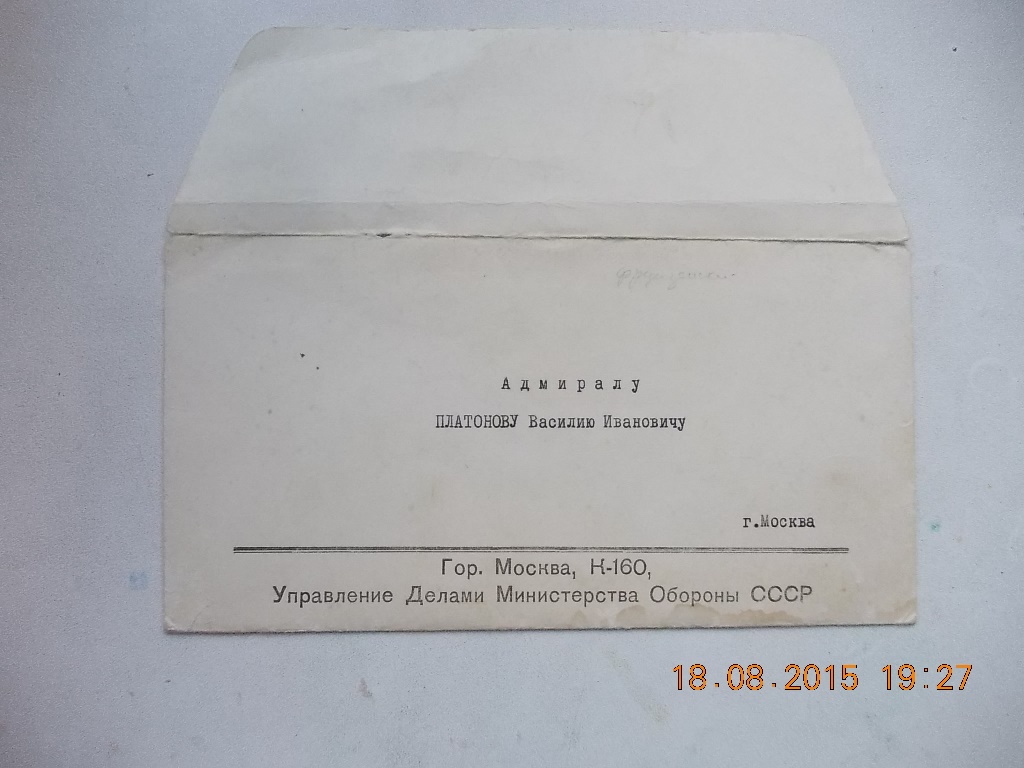 Адмиралу
ПЛАТОНОВУ Василию Ивановичу
г.Москва
Гор. Москва, К-160,
Управление Делами Министерства Обороны СССР
18.08.2015 19:27